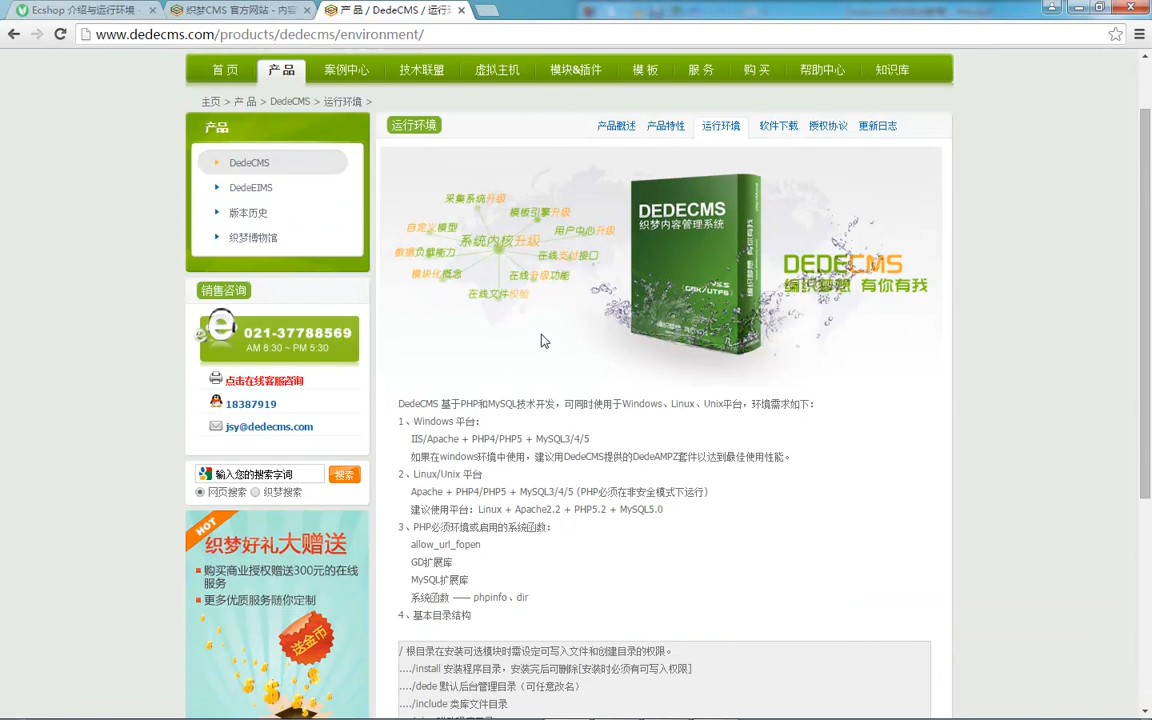 Ecshop 介绍与运行环境
织梦CMS 官方网站 - 内容
产 品 / DedeCMS / 运行环
www.dedecms.com/products/dedecms/environment/
首 页 产 品 案例中心 技术联盟 虚拟主机 模块&插件 模 板 服 务 购 买 帮助中心 知识库
主页 > 产 品 > DedeCMS > 运行环境 >
产品
DedeCMS
DedeEIMS
版本历史
织梦博物馆
销售咨询
021-37788569
AM 8:30 ~ PM 5:30
点击在线客服咨询
18387919
jsy@dedecms.com
输入您的搜索字词 搜索
网页搜索 织梦搜索
HOT
织梦好礼大赠送
购买商业授权赠送300元的在线
服务
更多优质服务随你定制
送金币
运行环境 产品概述 产品特性 运行环境 软件下载 授权协议 更新日志
采集系统升级
模板引擎升级
自定义模型
用户中心升级
系统内核升级
数据负载能力
在线支付接口
模块化概念
在线升级功能
在线文件校验
DEDECMS
织梦内容管理系统
V5.5
(GBK/UTF8)
DEDECMS
编织梦想 有你有我
DedeCMS 基于PHP和MySQL技术开发，可同时使用于Windows、Linux、Unix平台，环境需求如下：
1、Windows 平台：
IIS/Apache + PHP4/PHP5 + MySQL3/4/5
如果在windows环境中使用，建议用DedeCMS提供的DedeAMPZ套件以达到最佳使用性能。
2、Linux/Unix 平台
Apache + PHP4/PHP5 + MySQL3/4/5 (PHP必须在非安全模式下运行)
建议使用平台：Linux + Apache2.2 + PHP5.2 + MySQL5.0
3、PHP必须环境或启用的系统函数：
allow_url_fopen
GD扩展库
MySQL扩展库
系统函数 —— phpinfo、dir
4、基本目录结构
/ 根目录在安装可选模块时需设定可写入文件和创建目录的权限。
..../install 安装程序目录，安装完后可删除[安装时必须有可写入权限]
..../dede 默认后台管理目录（可任意改名）
..../include 类库文件目录